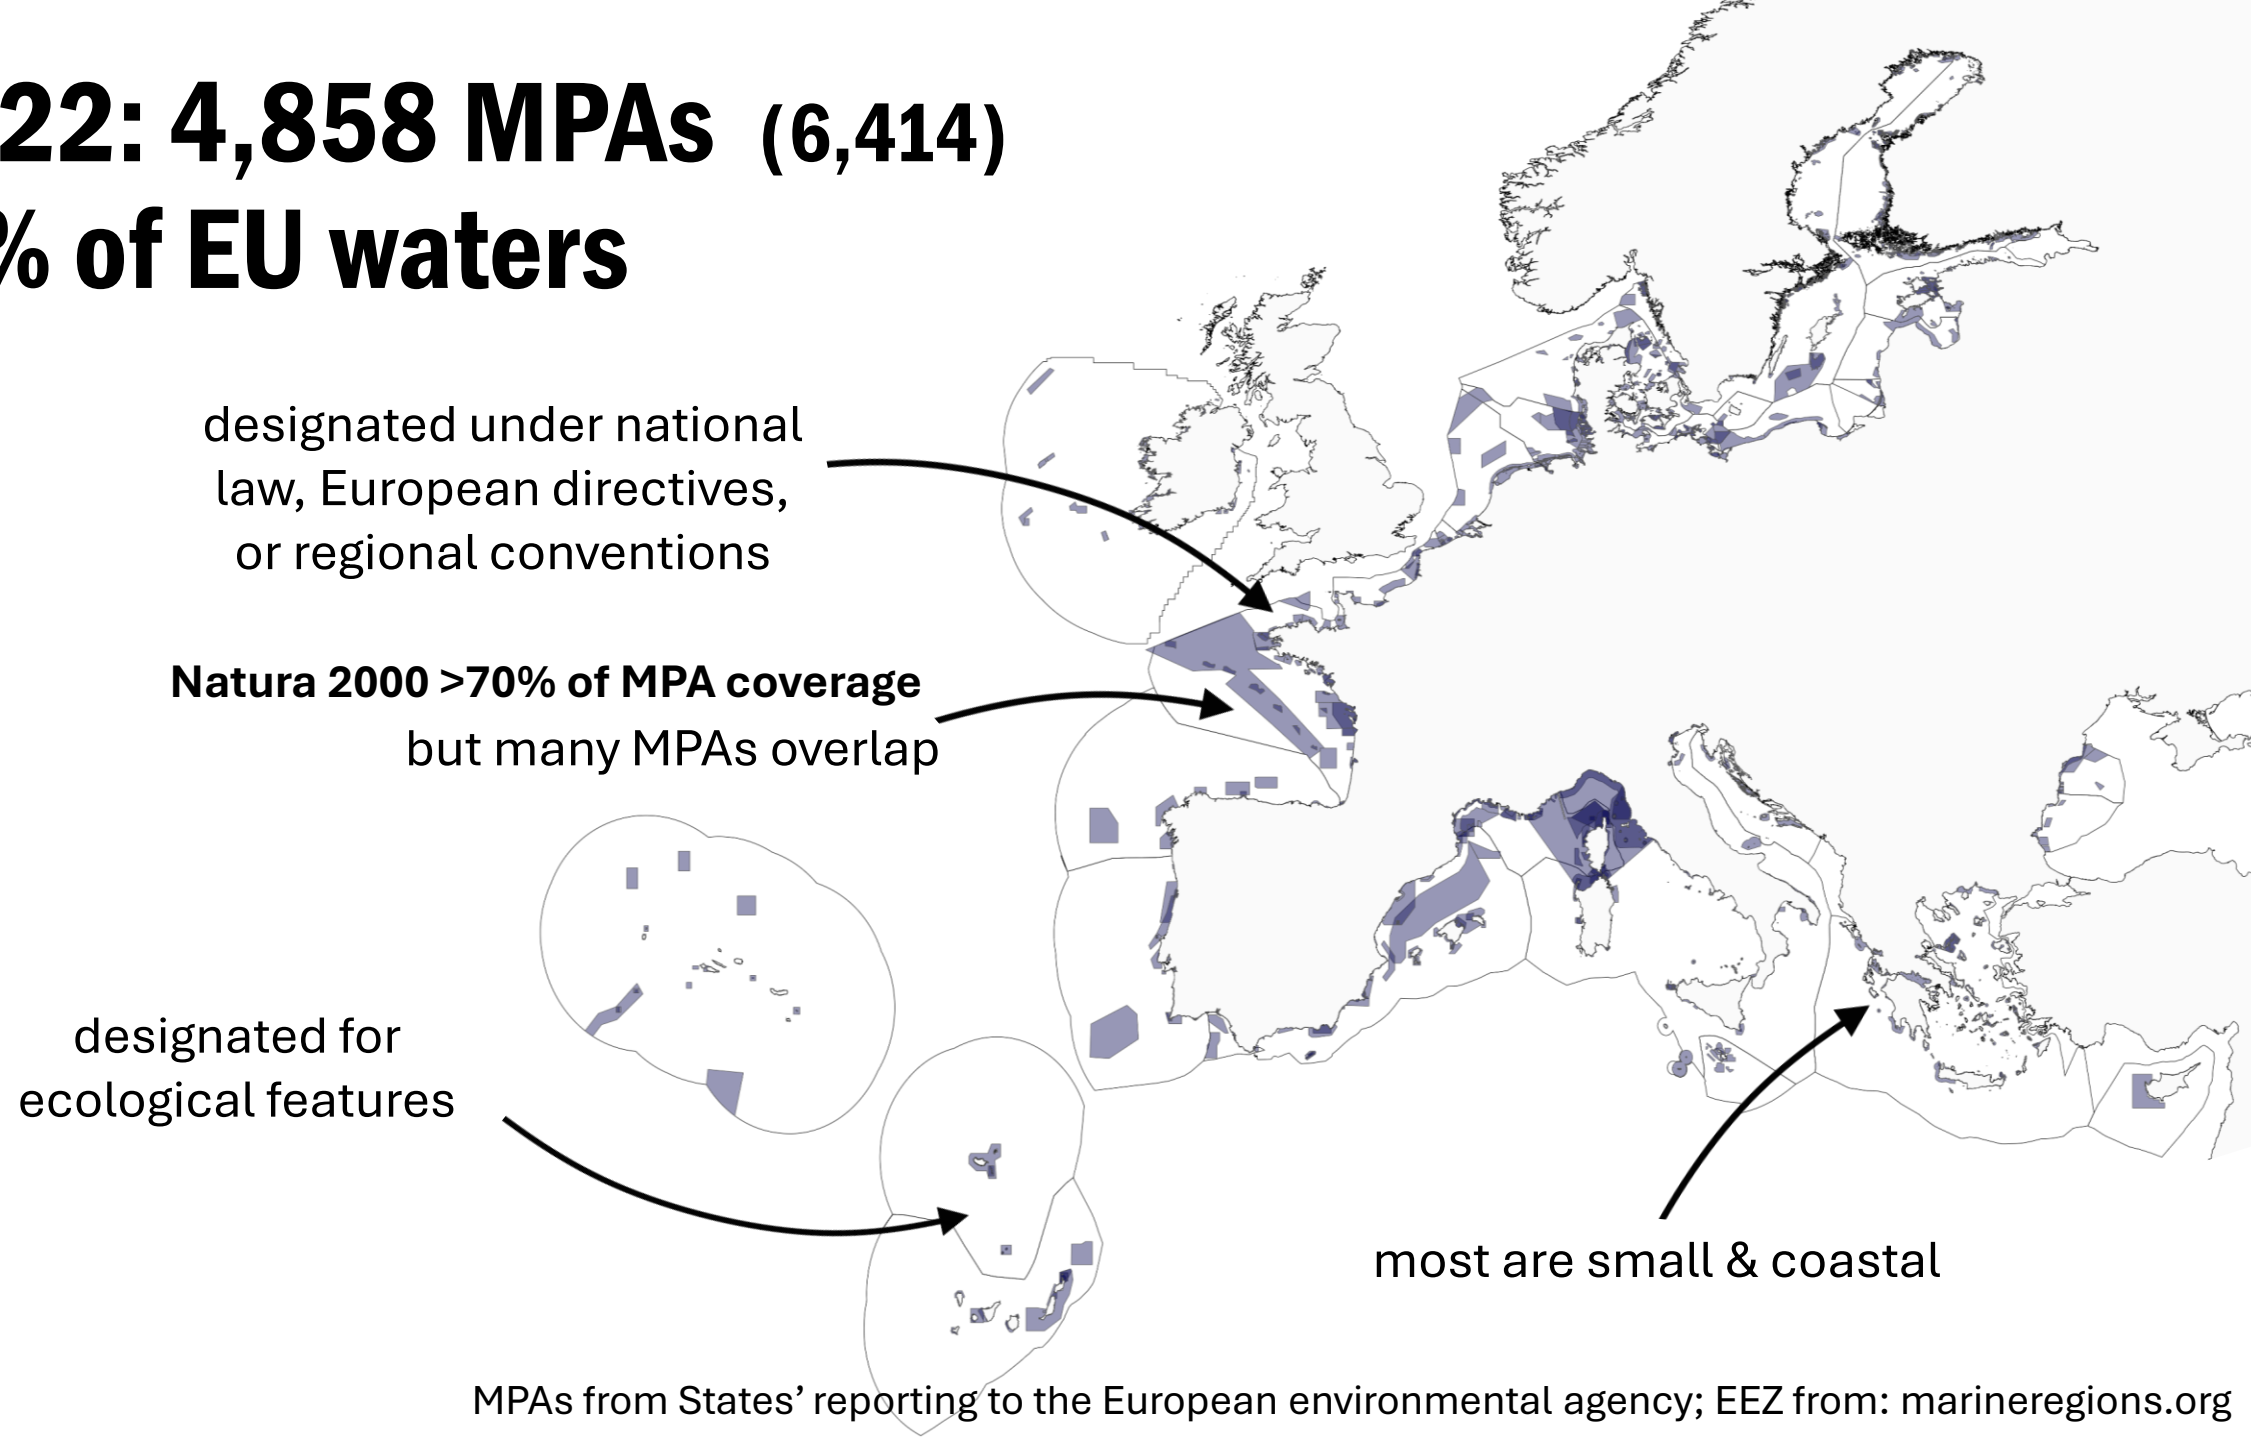 22: 4,858 MPAs (6,414)
% of EU waters
designated under national
law, European directives,
or regional conventions
Natura 2000 >70% of MPA coverage
but many MPAs overlap
designated for
ecological features
most are small & coastal
MPAs from States’ reporting to the European environmental agency; EEZ from: marineregions.org